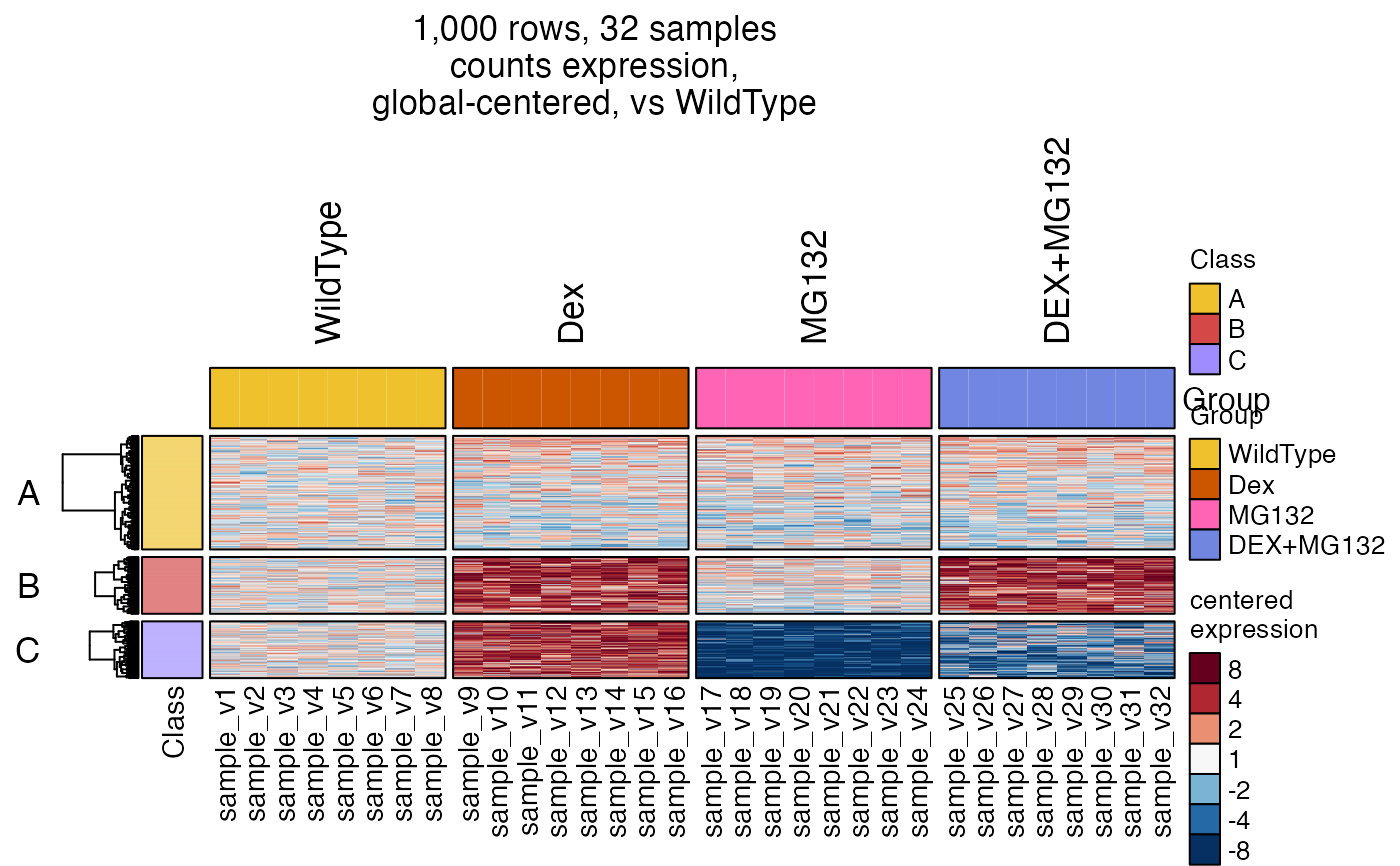 1,000 rows, 32 samples
counts expression,
global-centered, vs WildType
WildType
Dex
MG132
DEX+MG132
Group
A
B
C
Class
sample_v1
sample_v2
sample_v3
sample_v4
sample_v5
sample_v6
sample_v7
sample_v8
sample_v9
sample_v10
sample_v11
sample_v12
sample_v13
sample_v14
sample_v15
sample_v16
sample_v17
sample_v18
sample_v19
sample_v20
sample_v21
sample_v22
sample_v23
sample_v24
sample_v25
sample_v26
sample_v27
sample_v28
sample_v29
sample_v30
sample_v31
sample_v32
Class
A
B
C
Group
WildType
Dex
MG132
DEX+MG132
centered
expression
8
4
2
1
-2
-4
-8